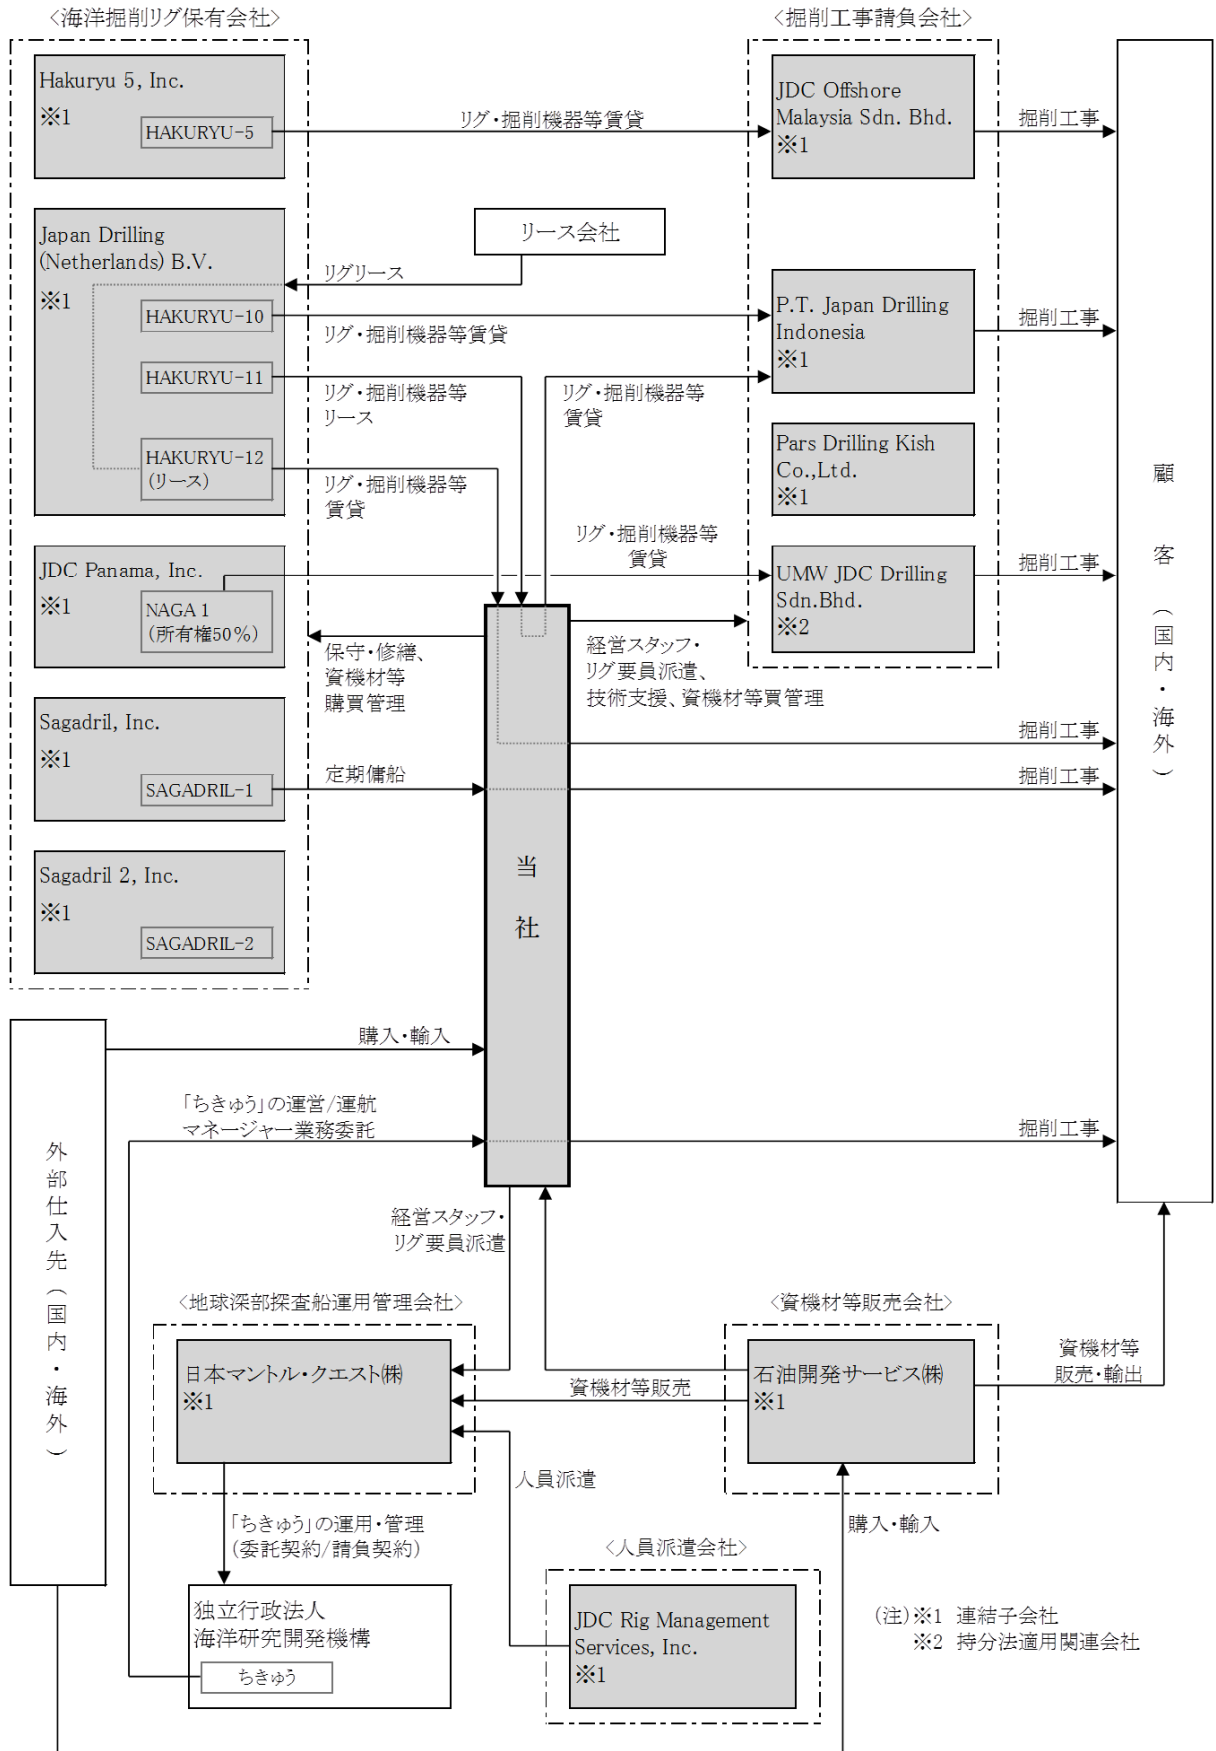 <海洋掘削リグ保有会社>
<掘削工事請負会社>
Hakuryu 5, Inc.
※1
HAKURYU-5
リグ・掘削機器等賃貸
JDC Offshore
Malaysia Sdn. Bhd.
※1
掘削工事
Japan Drilling
(Netherlands) B.V.
※1
リース会社
リグリース
HAKURYU-10
リグ・掘削機器等賃貸
P.T. Japan Drilling
Indonesia
※1
掘削工事
HAKURYU-11
リグ・掘削機器等
リース
リグ・掘削機器等
賃貸
HAKURYU-12
(リース)
リグ・掘削機器等
賃貸
Pars Drilling Kish
Co.,Ltd.
※1
顧客(国内・海外)
JDC Panama, Inc.
※1
NAGA 1
(所有権50%)
リグ・掘削機器等
賃貸
UMW JDC Drilling
Sdn.Bhd.
※2
掘削工事
保守・修繕、
資機材等
購買管理
経営スタッフ・
リグ要員派遣、
技術支援、資機材等買管理
Sagadril, Inc.
※1
SAGADRIL-1
定期傭船
掘削工事
掘削工事
当社
Sagadril 2, Inc.
※1
SAGADRIL-2
購入・輸入
「ちきゅう」の運営/運航
マネージャー業務委託
掘削工事
外部仕入先(国内・海外)
経営スタッフ・
リグ要員派遣
<地球深部探査船運用管理会社>
<資機材等販売会社>
日本マントル・クエスト㈱
※1
資機材等販売
石油開発サービス㈱
※1
資機材等
販売・輸出
人員派遣
「ちきゅう」の運用・管理
(委託契約/請負契約)
購入・輸入
<人員派遣会社>
独立行政法人
海洋研究開発機構
ちきゅう
JDC Rig Management
Services, Inc.
※1
(注)※1 連結子会社
※2 持分法適用関連会社